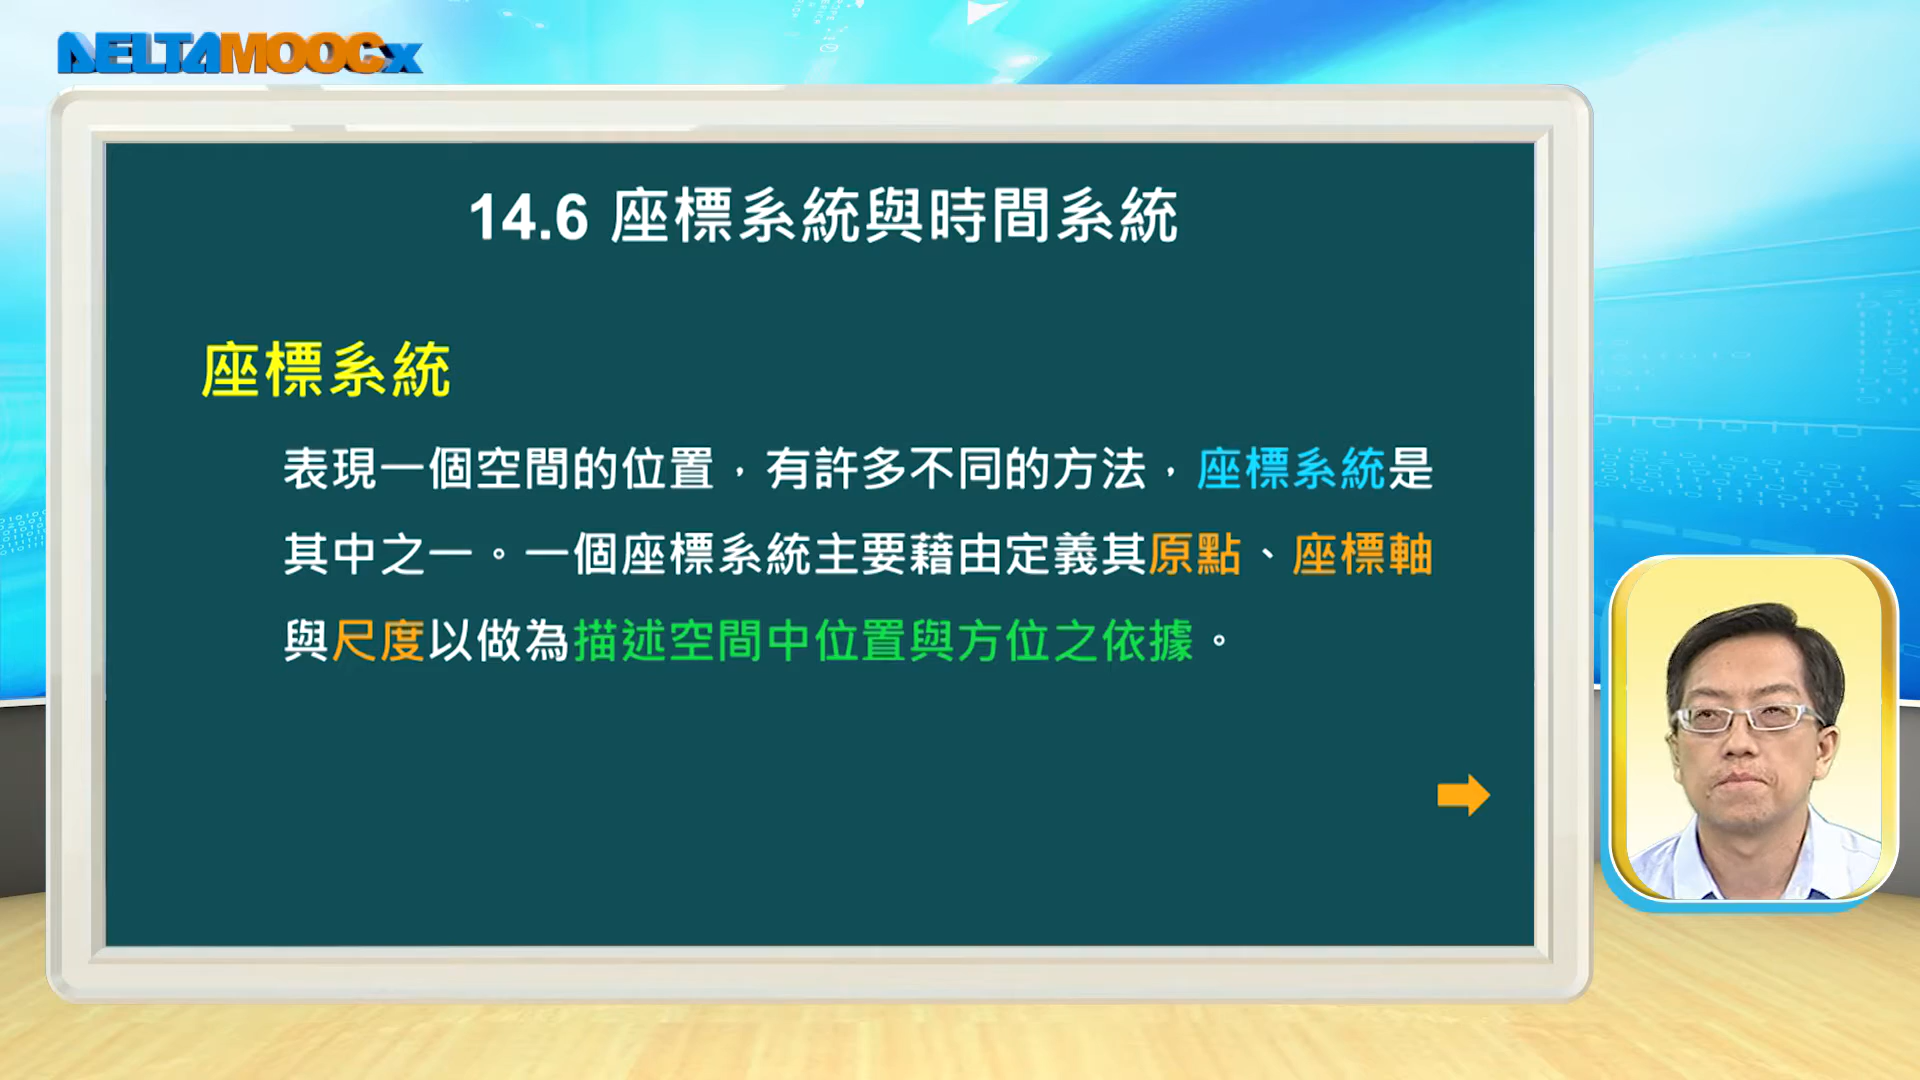 DELTAMOOCx
14.6 座標系統與時間系統
座標系統
表現一個空間的位置，有許多不同的方法，座標系統是
其中之一。一個座標系統主要藉由定義其原點、座標軸
與尺度以做為描述空間中位置與方位之依據。